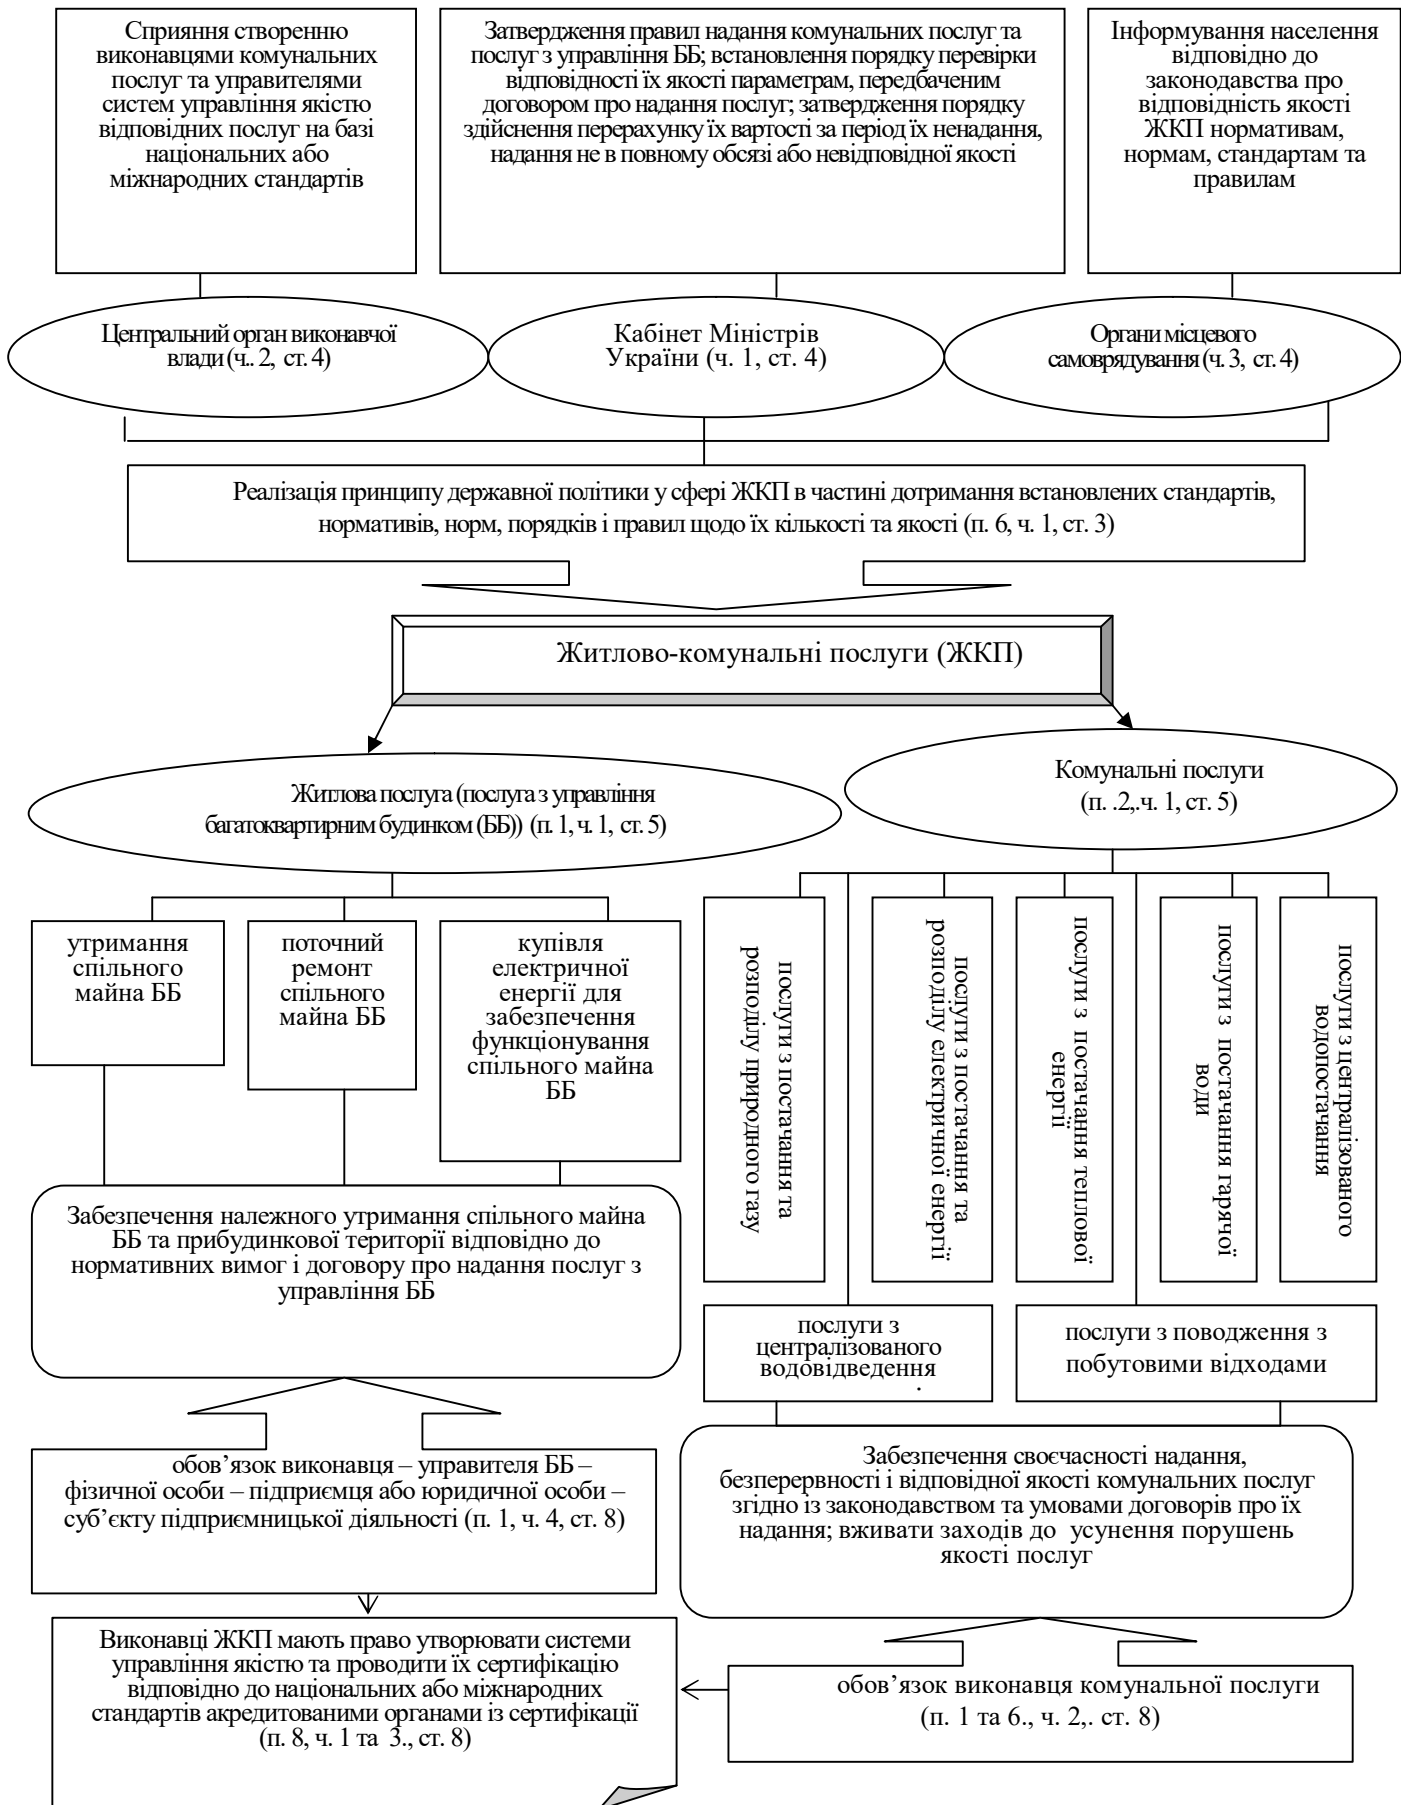 Сприяння створенню
виконавцями комунальних
послуг та управителями
систем управління якістю
відповідних послуг на базі
національних або
міжнародних стандартів
Затвердження правил надання комунальних послуг та
послуг з управління ББ; встановлення порядку перевірки
відповідності їх якості параметрам, передбаченим
договором про надання послуг; затвердження порядку
здійснення перерахунку їх вартості за період їх ненадання,
надання не в повному обсязі або невідповідної якості
Інформування населення
відповідно до
законодавства про
відповідність якості
ЖКП нормативам,
нормам, стандартам та
правилам
Центральний орган виконавчої
влади (ч.. 2, ст. 4)
Кабінет Міністрів
України (ч. 1, ст. 4)
Органи місцевого
самоврядування (ч. 3, ст. 4)
Реалізація принципу державної політики у сфері ЖКП в частині дотримання встановлених стандартів,
нормативів, норм, порядків і правил щодо їх кількості та якості (п. 6, ч. 1, ст. 3)
Житлово-комунальні послуги (ЖКП)
Житлова послуга (послуга з управління
багатоквартирним будинком (ББ)) (п. 1, ч. 1, ст. 5)
Комунальні послуги
(п. .2,.ч. 1, ст. 5)
утримання
спільного
майна ББ
поточний
ремонт
спільного
майна ББ
купівля
електричної
енергії для
забезпечення
функціонування
спільного майна
ББ
послуги з постачання та
розподілу природного газу
послуги з постачання та
розподілу електричної енергії
послуги з постачання теплової
енергії
послуги з постачання гарячої
води
послуги з централізованого
водопостачання
Забезпечення належного утримання спільного майна
ББ та прибудинкової території відповідно до
нормативних вимог і договору про надання послуг з
управління ББ
послуги з
централізованого
водовідведення
.
послуги з поводження з
побутовими відходами
обов’язок виконавця – управителя ББ –
фізичної особи – підприємця або юридичної особи –
суб’єкту підприємницької діяльності (п. 1, ч. 4, ст. 8)
Забезпечення своєчасності надання,
безперервності і відповідної якості комунальних послуг
згідно із законодавством та умовами договорів про їх
надання; вживати заходів до усунення порушень
якості послуг
Виконавці ЖКП мають право утворювати системи
управління якістю та проводити їх сертифікацію
відповідно до національних або міжнародних
стандартів акредитованими органами із сертифікації
(п. 8, ч. 1 та 3., ст. 8)
обов’язок виконавця комунальної послуги
(п. 1 та 6., ч. 2,. ст. 8)